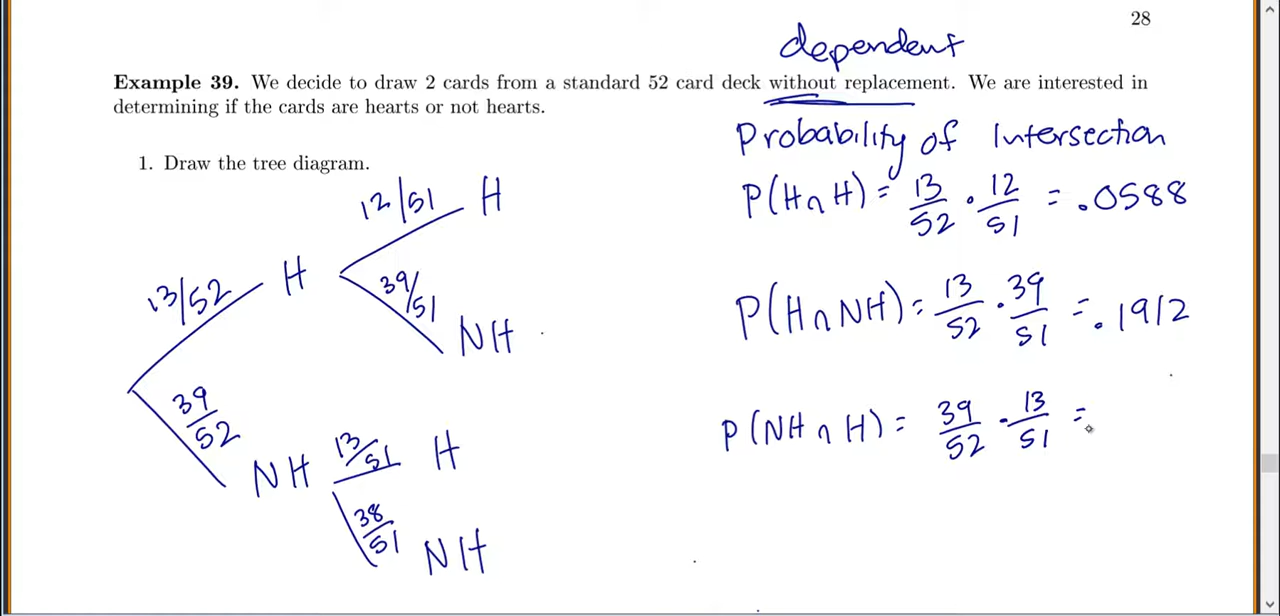 28
dependent
Example 39. We decide to draw 2 cards from a standard 52 card deck without replacement. We are interested in
determining if the cards are hearts or not hearts.
Probability of Intersection
1. Draw the tree diagram.
12/51 H
P(H∩H) = 13/52 · 12/51 = .0588
13/52 H
39/51
NH
P(H∩NH) = 13/52 · 39/51 = .1912
39/52
P(NH∩H) = 39/52 · 13/51 =
NH 13/51 H
38/51 NH